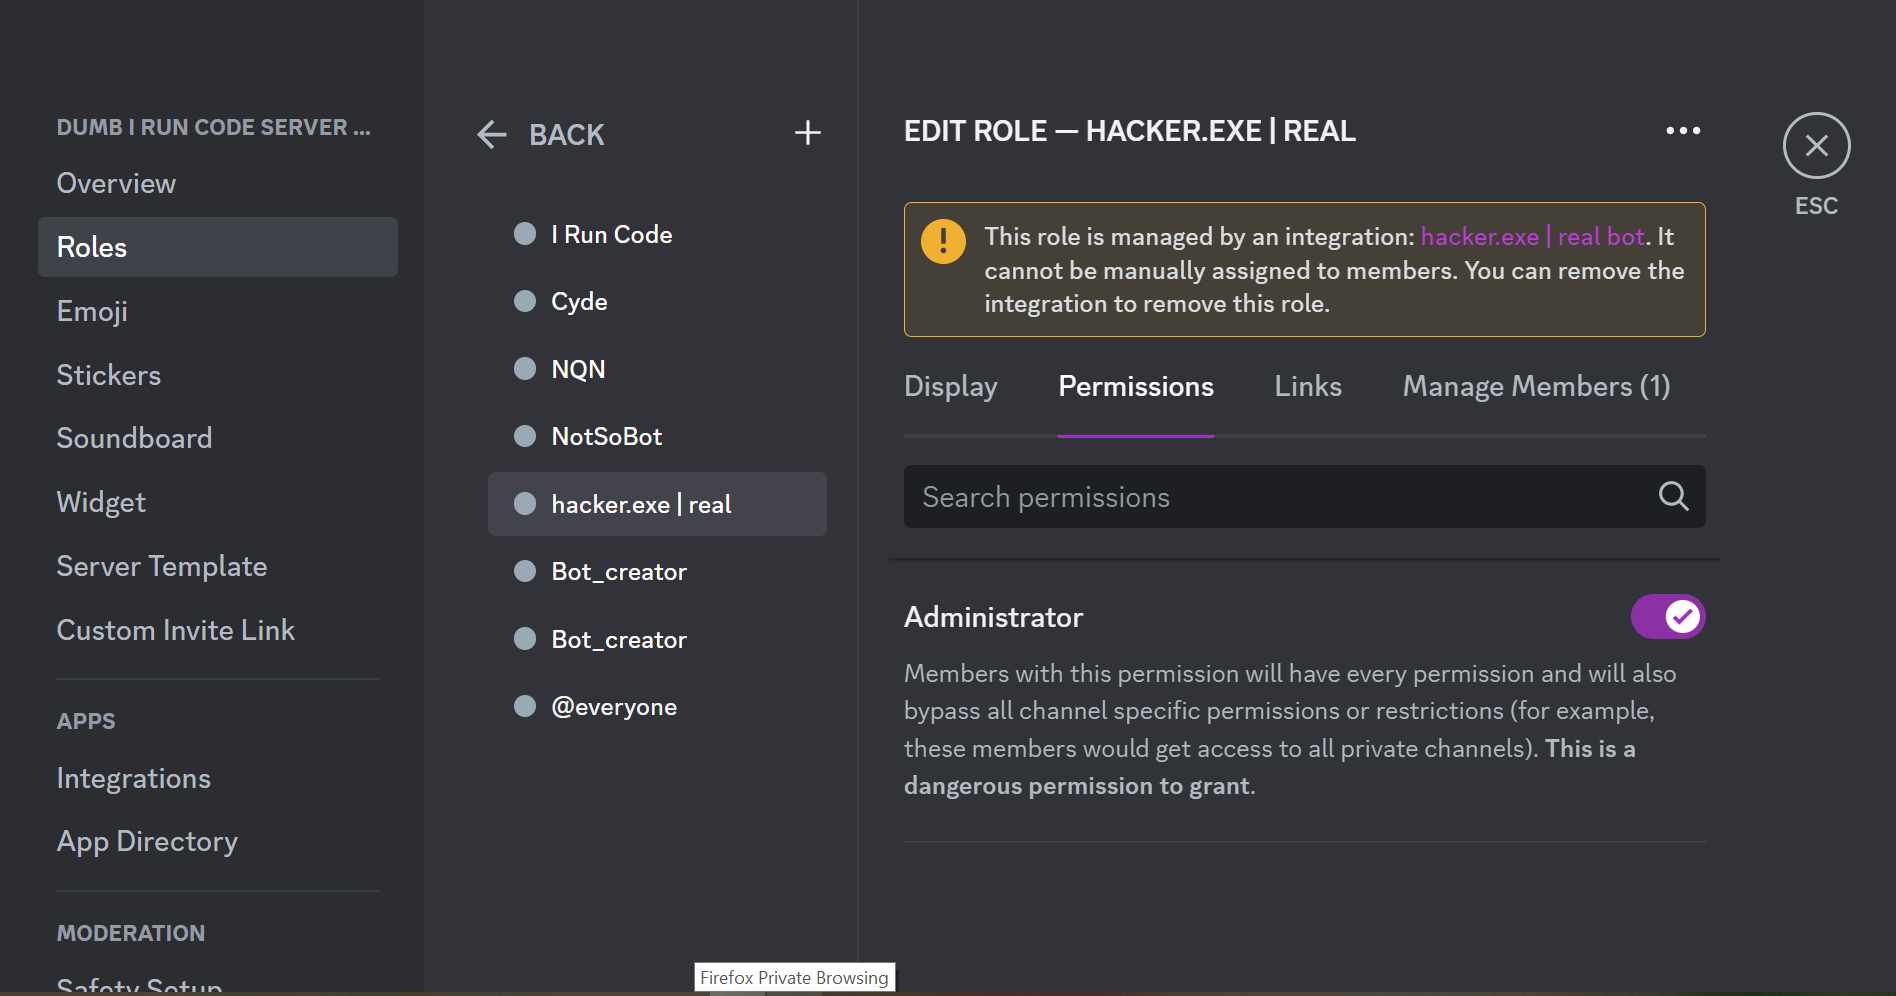 DUMB I RUN CODE SERVER ...
Overview
Roles
Emoji
Stickers
Soundboard
Widget
Server Template
Custom Invite Link
APPS
Integrations
App Directory
MODERATION
Safety Setup
BACK
I Run Code
Cyde
NQN
NotSoBot
hacker.exe | real
Bot_creator
Bot_creator
@everyone
EDIT ROLE — HACKER.EXE | REAL
ESC
This role is managed by an integration: hacker.exe | real bot. It
cannot be manually assigned to members. You can remove the
integration to remove this role.
Display
Permissions
Links
Manage Members (1)
Search permissions
Administrator
Members with this permission will have every permission and will also
bypass all channel specific permissions or restrictions (for example,
these members would get access to all private channels). This is a
dangerous permission to grant.
Firefox Private Browsing